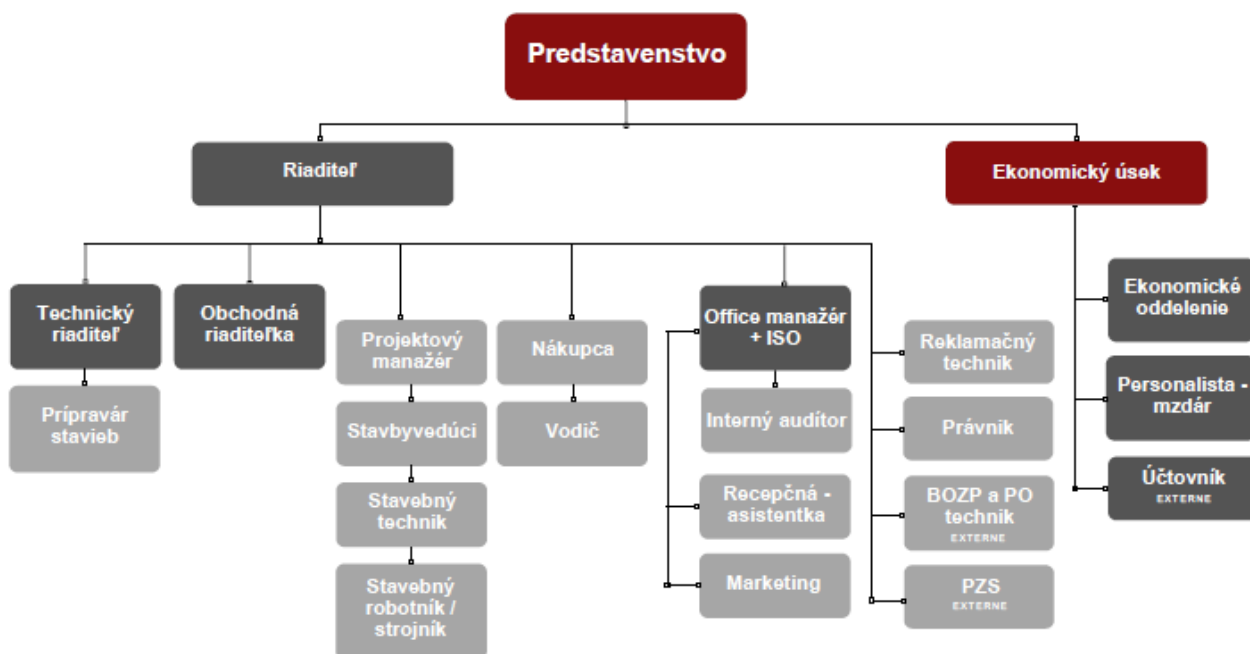 Predstavenstvo
Riaditeľ
Ekonomický úsek
Technický
riaditeľ
Prípravár
stavieb
Obchodná
riaditeľka
Projektový
manažér
Stavbyvedúci
Stavebný
technik
Stavebný
robotník /
strojník
Nákupca
Vodič
Office manažér
+ ISO
Interný audítor
Recepčná -
asistentka
Marketing
Reklamačný
technik
Právnik
BOZP a PO
technik
EXTERNE
PZS
EXTERNE
Ekonomické
oddelenie
Personalista -
mzdár
Účtovník
EXTERNE